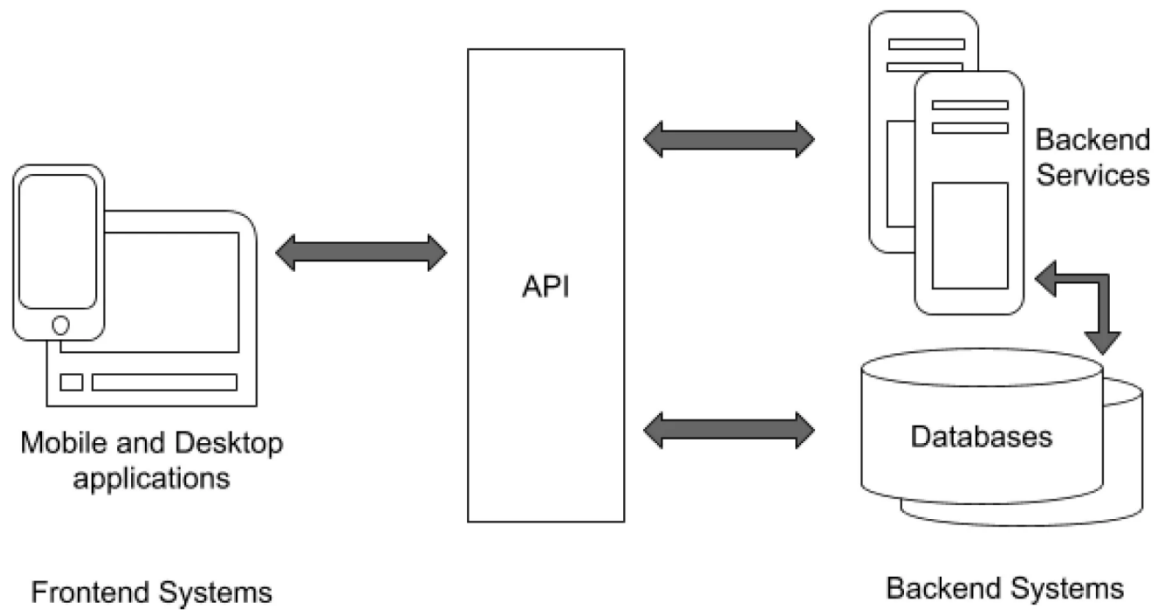 Backend
Services
API
Mobile and Desktop
applications
Databases
Frontend Systems
Backend Systems